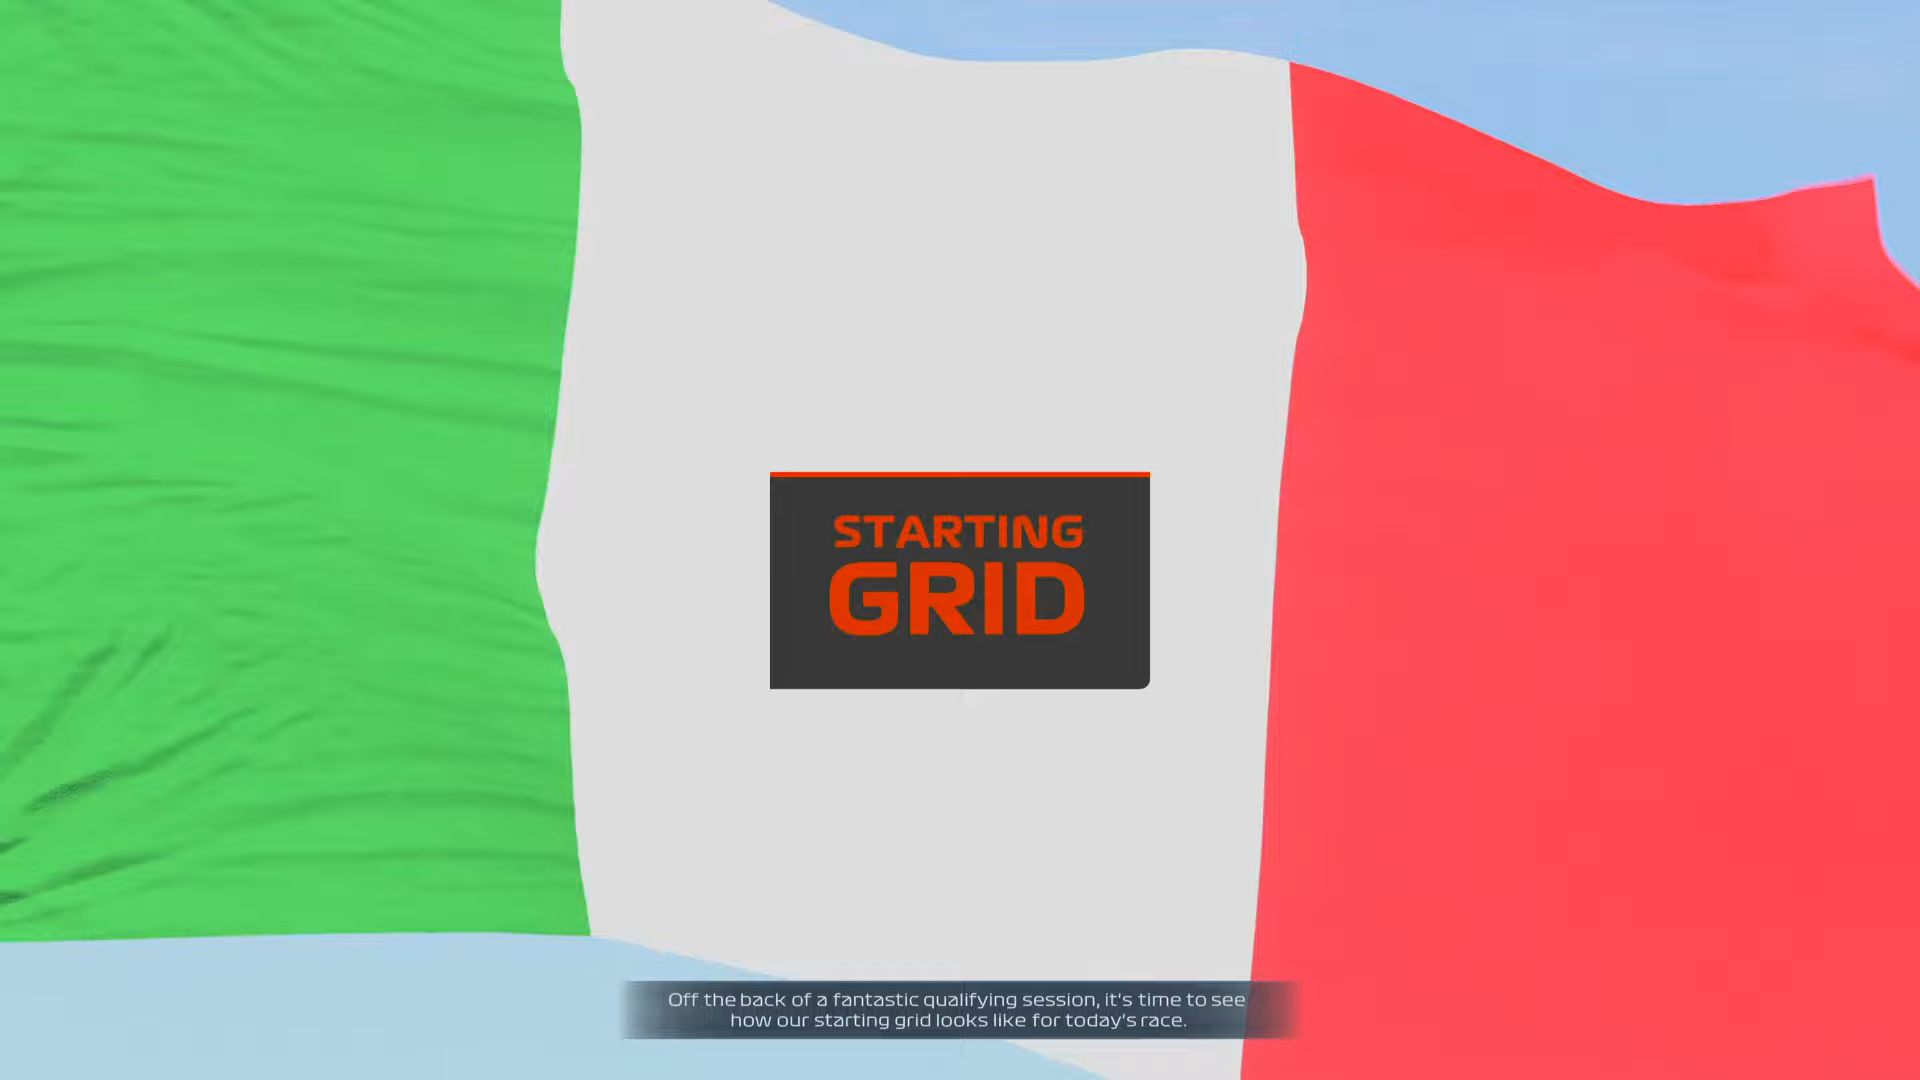 STARTING
GRID
Off the back of a fantastic qualifying session, it's time to see
how our starting grid looks like for today's race.